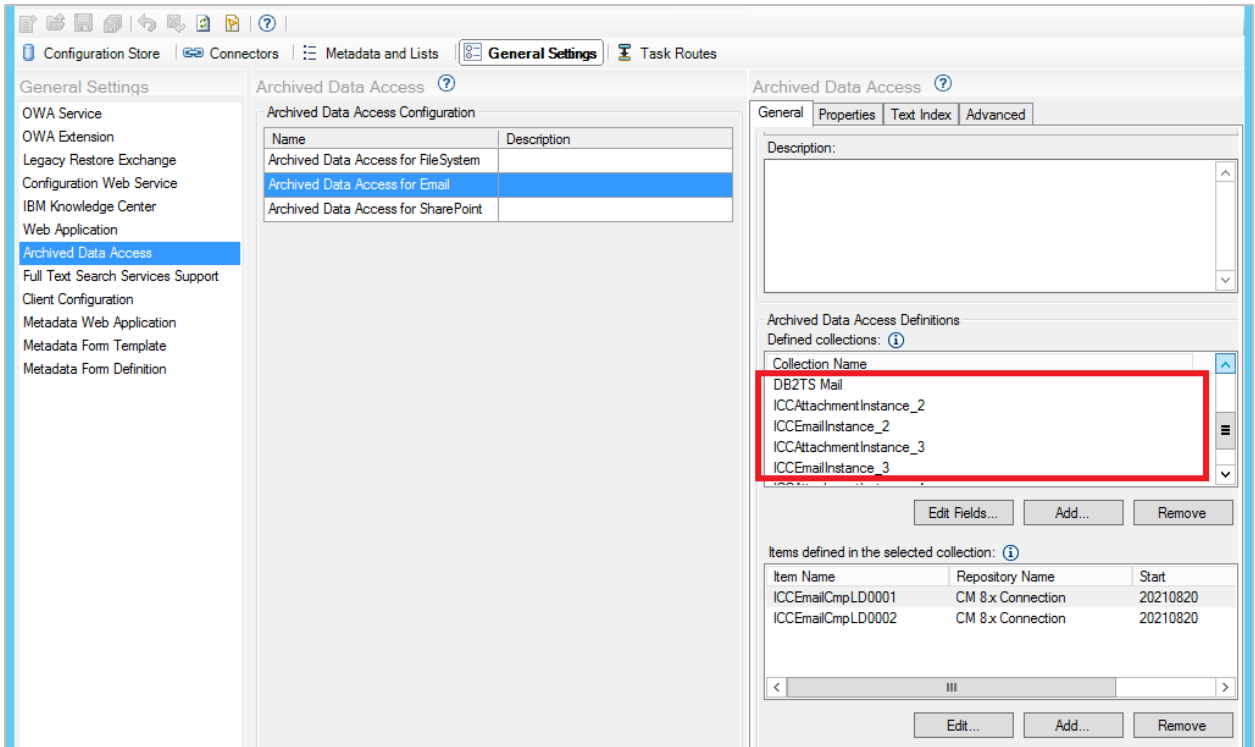 Configuration Store Connectors Metadata and Lists General Settings Task Routes
General Settings
OWA Service
OWA Extension
Legacy Restore Exchange
Configuration Web Service
IBM Knowledge Center
Web Application
Archived Data Access
Full Text Search Services Support
Client Configuration
Metadata Web Application
Metadata Form Template
Metadata Form Definition
Archived Data Access
Archived Data Access Configuration
Name Description
Archived Data Access for FileSystem
Archived Data Access for Email
Archived Data Access for SharePoint
Archived Data Access
General Properties Text Index Advanced
Description:
Archived Data Access Definitions
Defined collections:
Collection Name
DB2TS Mail
ICCAttachmentInstance_2
ICCEmailInstance_2
ICCAttachmentInstance_3
ICCEmailInstance_3
Edit Fields... Add... Remove
Items defined in the selected collection:
Item Name Repository Name Start
ICCEmailCmpLD0001 CM 8.x Connection 20210820
ICCEmailCmpLD0002 CM 8.x Connection 20210820
Edit... Add... Remove